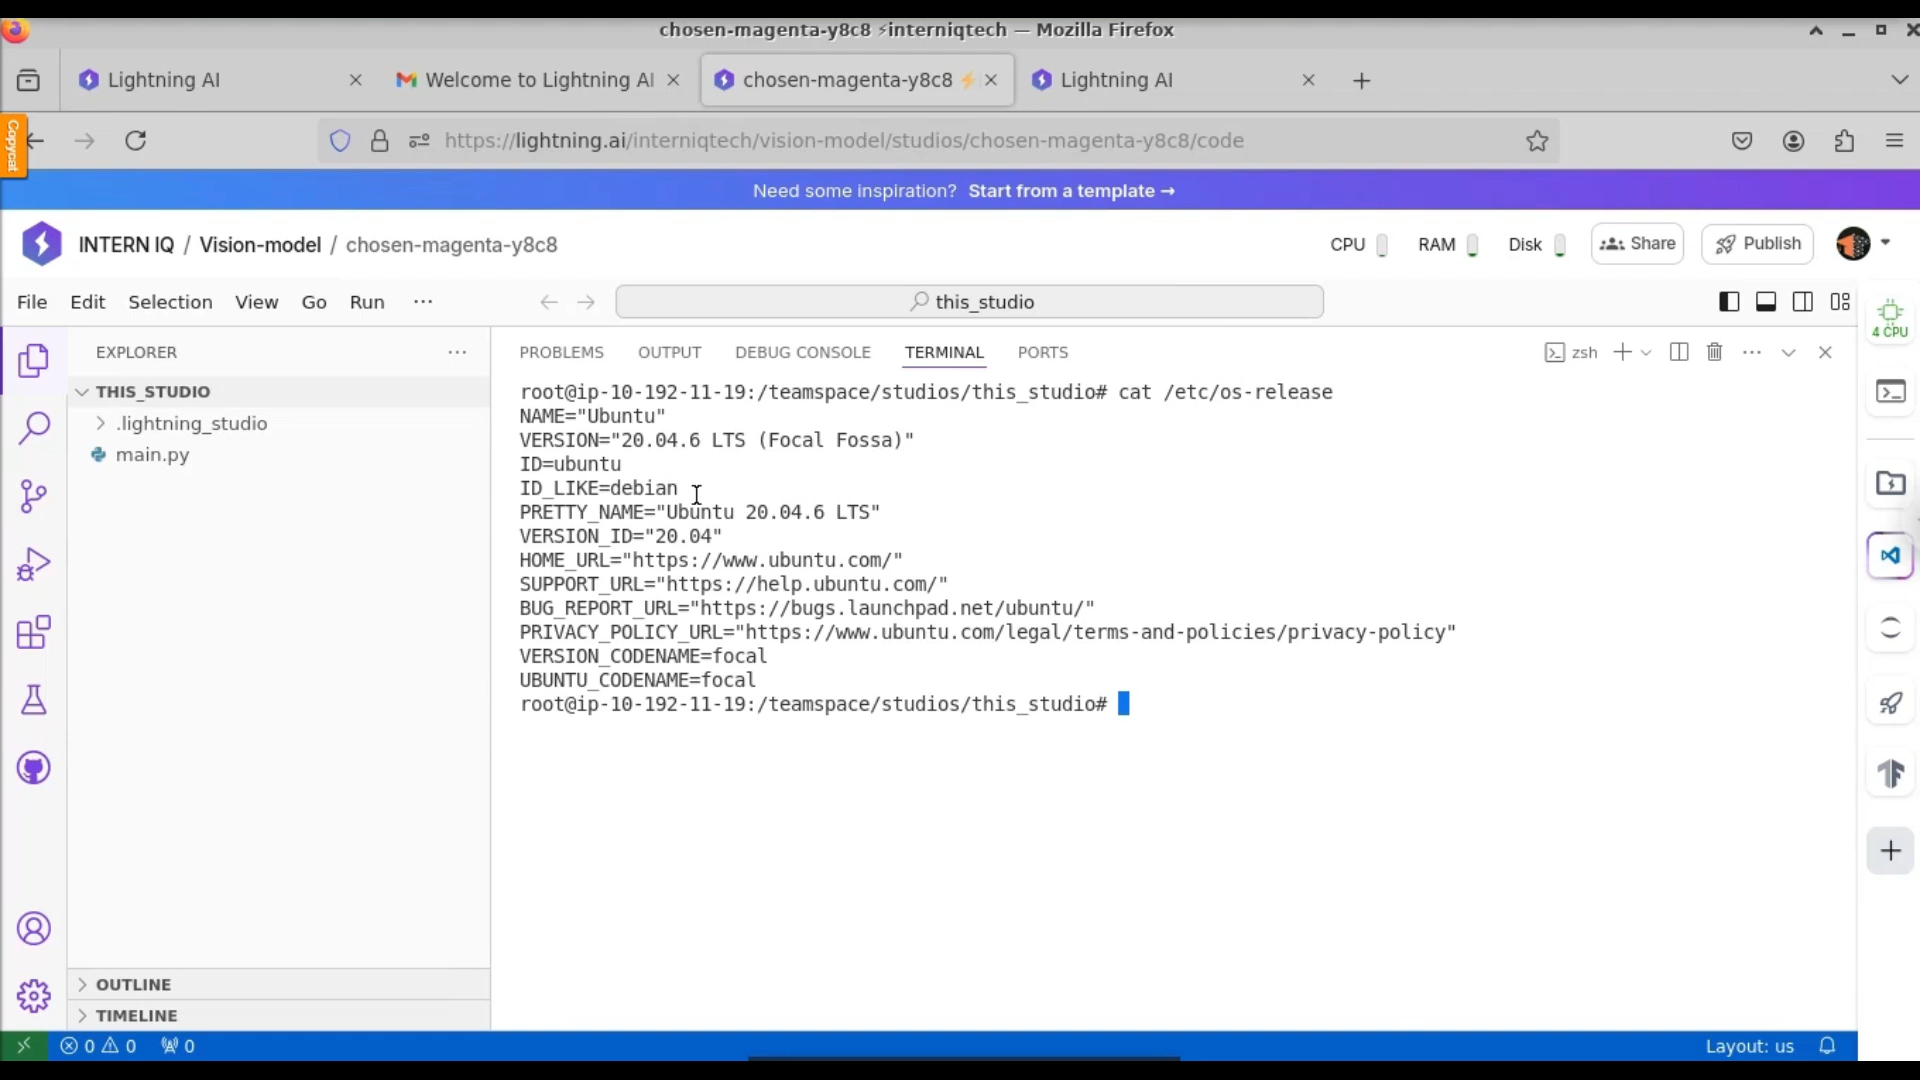 chosen-magenta-y8c8 ⚡interniqtech — Mozilla Firefox
Lightning AI
Welcome to Lightning AI
chosen-magenta-y8c8 ⚡
Lightning AI
Copycat
https://lightning.ai/interniqtech/vision-model/studios/chosen-magenta-y8c8/code
Need some inspiration? Start from a template →
INTERN IQ / Vision-model / chosen-magenta-y8c8
CPU RAM Disk Share Publish
File Edit Selection View Go Run ···
this_studio
4 CPU
EXPLORER ···
PROBLEMS OUTPUT DEBUG CONSOLE TERMINAL PORTS
zsh
THIS_STUDIO
.lightning_studio
main.py
root@ip-10-192-11-19:/teamspace/studios/this_studio# cat /etc/os-release
NAME="Ubuntu"
VERSION="20.04.6 LTS (Focal Fossa)"
ID=ubuntu
ID_LIKE=debian
PRETTY_NAME="Ubuntu 20.04.6 LTS"
VERSION_ID="20.04"
HOME_URL="https://www.ubuntu.com/"
SUPPORT_URL="https://help.ubuntu.com/"
BUG_REPORT_URL="https://bugs.launchpad.net/ubuntu/"
PRIVACY_POLICY_URL="https://www.ubuntu.com/legal/terms-and-policies/privacy-policy"
VERSION_CODENAME=focal
UBUNTU_CODENAME=focal
root@ip-10-192-11-19:/teamspace/studios/this_studio#
OUTLINE
TIMELINE
0 0 0
Layout: us